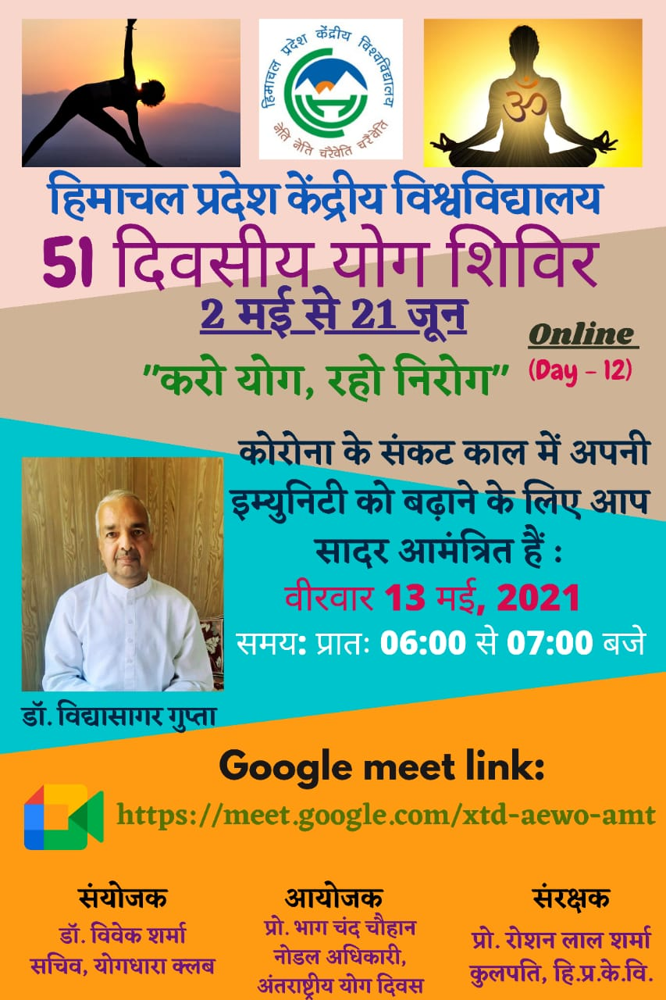 हिमाचल प्रदेश केंद्रीय विश्वविद्यालय
नेति नेति चरैवेति चरैवेति
ॐ
हिमाचल प्रदेश केंद्रीय विश्वविद्यालय
51 दिवसीय योग शिविर
2 मई से 21 जून
Online
(Day - 12)
"करो योग, रहो निरोग"
कोरोना के संकट काल में अपनी
इम्युनिटी को बढ़ाने के लिए आप
सादर आमंत्रित हैं :
वीरवार 13 मई, 2021
समय: प्रातः 06:00 से 07:00 बजे
डॉ. विद्यासागर गुप्ता
Google meet link:
https://meet.google.com/xtd-aewo-amt
संयोजक
डॉ. विवेक शर्मा
सचिव, योगधारा क्लब
आयोजक
प्रो. भाग चंद चौहान
नोडल अधिकारी,
अंतराष्ट्रीय योग दिवस
संरक्षक
प्रो. रोशन लाल शर्मा
कुलपति, हि.प्र.के.वि.